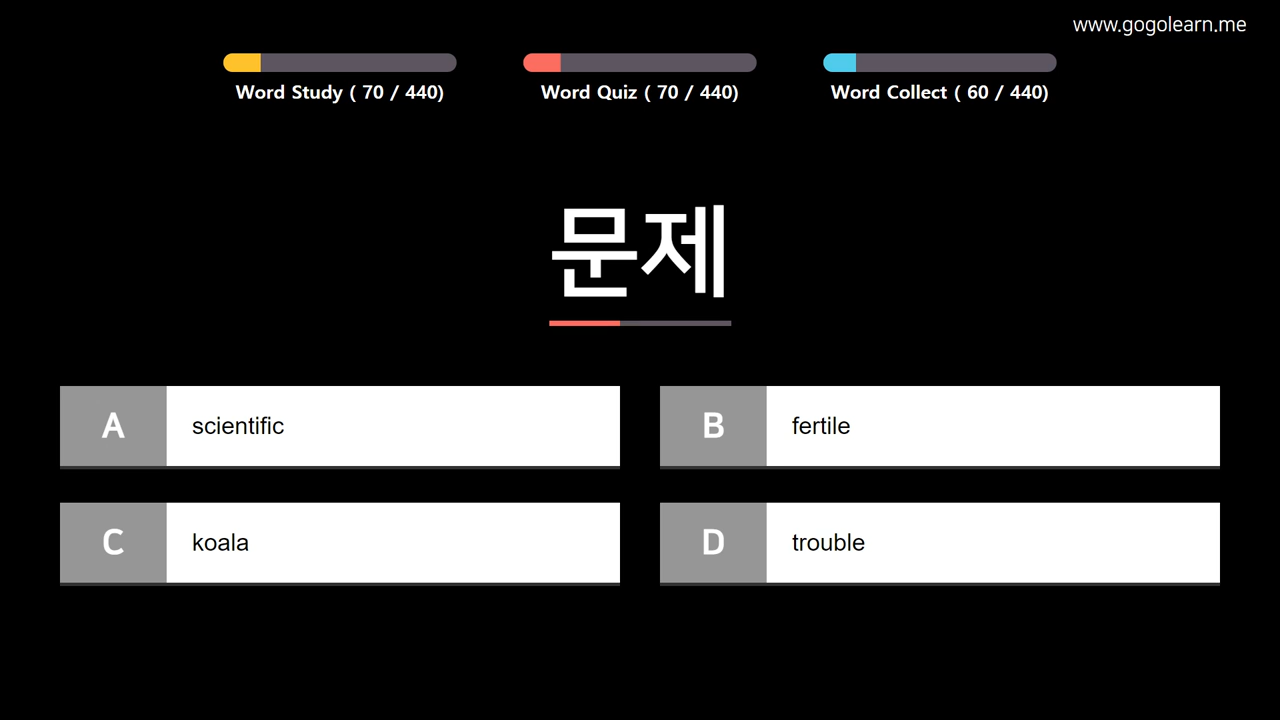 www.gogolearn.me
Word Study ( 70 / 440)
Word Quiz ( 70 / 440)
Word Collect ( 60 / 440)
문제
A scientific
B fertile
C koala
D trouble